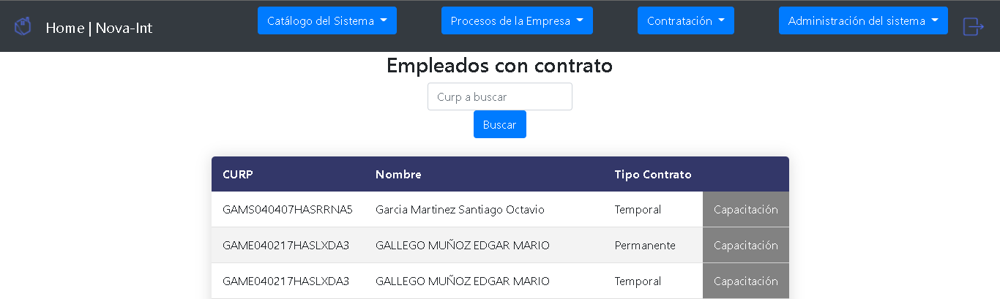 Home | Nova-Int Catálogo del Sistema Procesos de la Empresa Contratación Administración del sistema
Empleados con contrato
Curp a buscar
Buscar
CURP Nombre Tipo Contrato
GAMS040407HASRRNA5 Garcia Martinez Santiago Octavio Temporal Capacitación
GAME040217HASLXDA3 GALLEGO MUÑOZ EDGAR MARIO Permanente Capacitación
GAME040217HASLXDA3 GALLEGO MUÑOZ EDGAR MARIO Temporal Capacitación